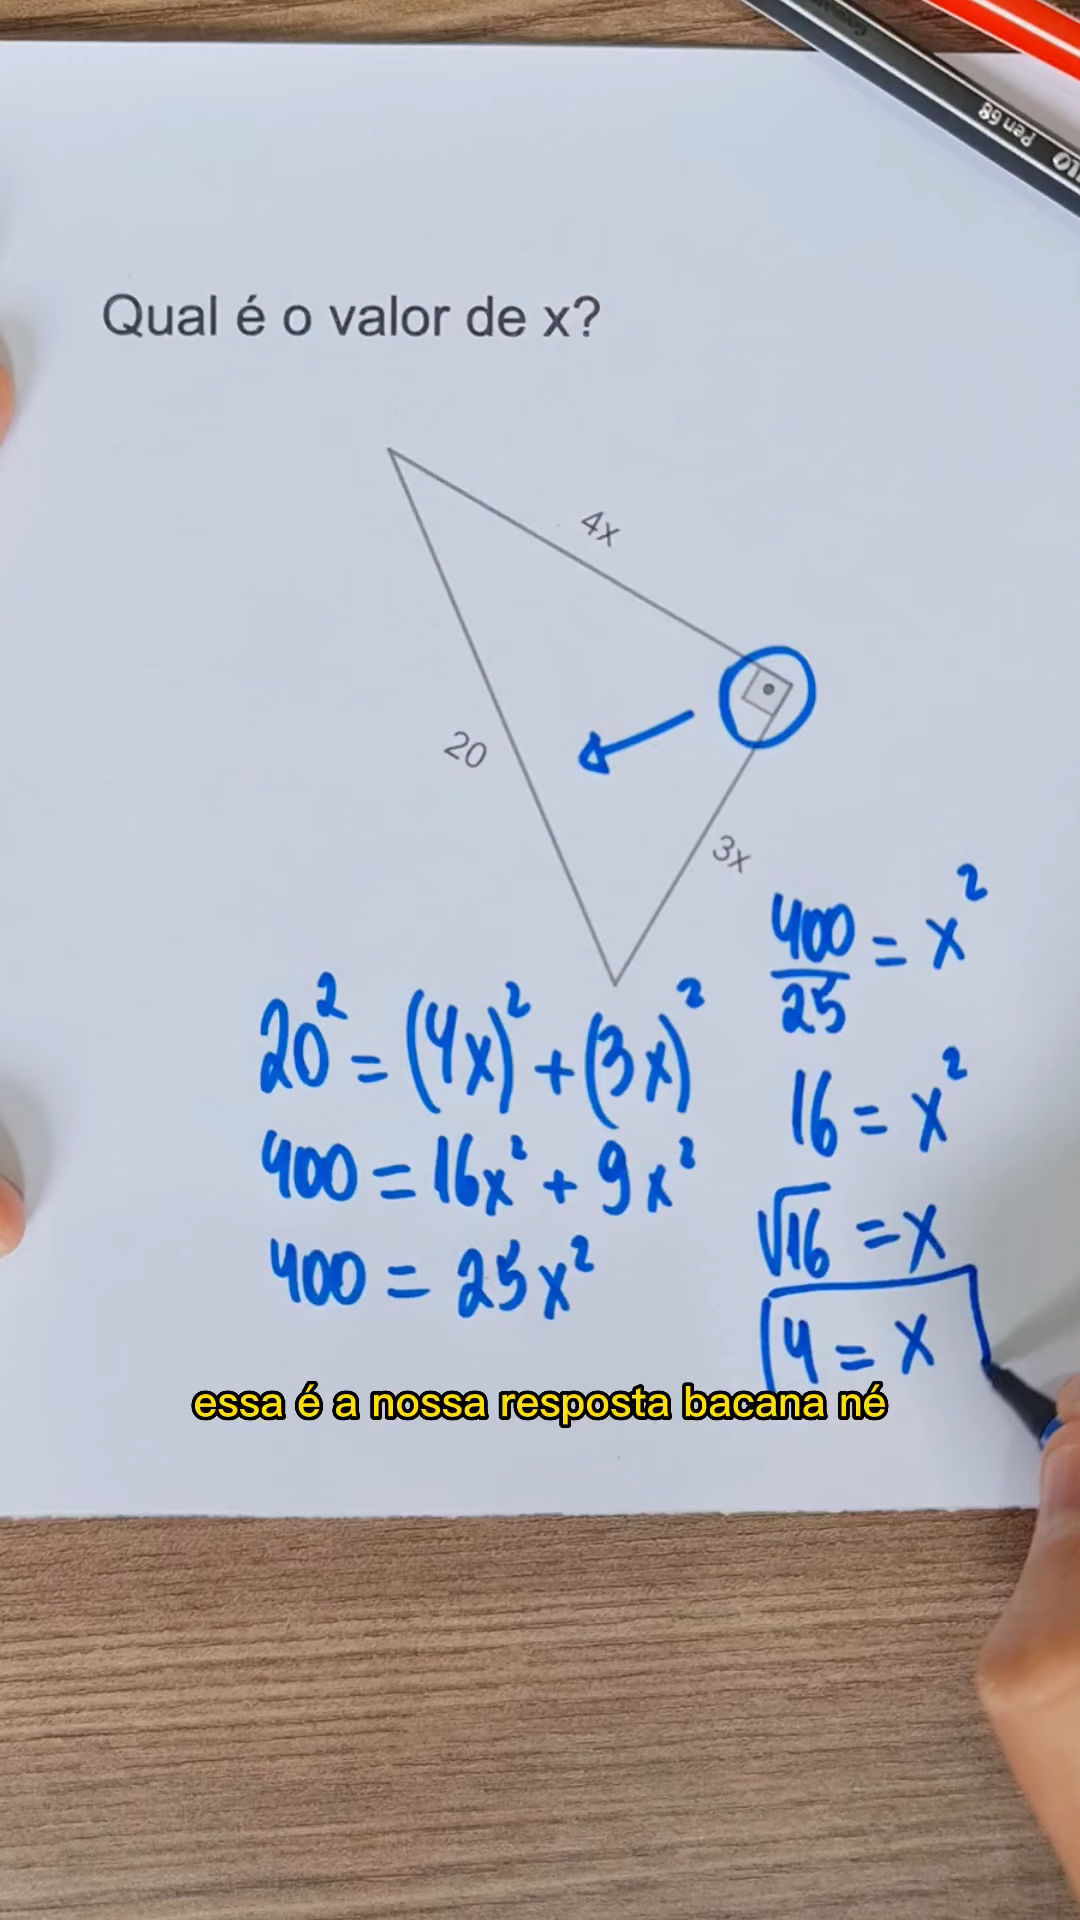 Pen 68
Qual é o valor de x?
4x
20
3x
400/25 = x²
20² = (4x)² + (3x)²
16 = x²
400 = 16x² + 9x²
√16 = x
400 = 25x²
4 = x
essa é a nossa resposta bacana né